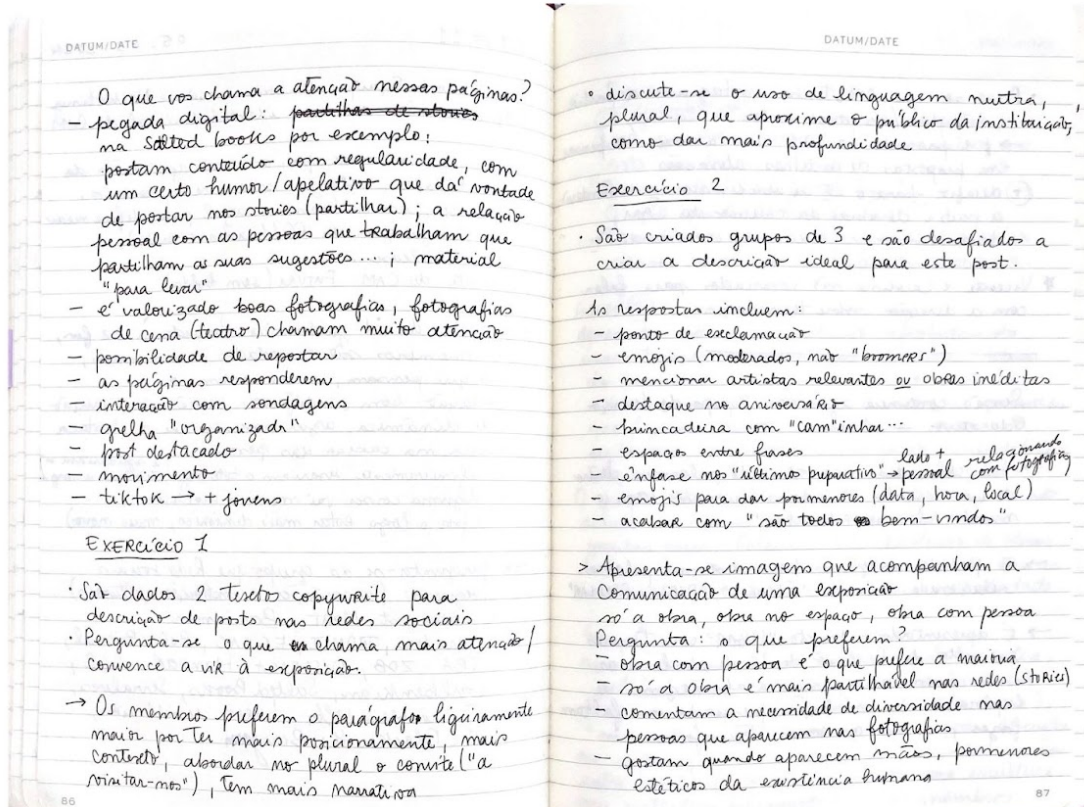 DATUM/DATE
O que vos chama a atenção nessas páginas?
- pegada digital: partilhas de stories
na Salted books por exemplo:
postam conteúdo com regularidade, com
um certo humor/apelativo que dá vontade
de postar nos stories (partilhar); a relação
pessoal com as pessoas que trabalham que
partilham as suas sugestões...; material
"para levar"
- é valorizado boas fotografias, fotografias
de cena (teatro) chamam muito atenção
- possibilidade de repostar
- as páginas responderem
- interação com sondagens
- grelha "organizada"
- post destacado
- movimento
- tiktok → + jóvens
EXERCÍCIO 1
· São dados 2 texto copywrite para
descrição de posts nas redes sociais
· Pergunta-se o que chama mais atenção/
convence a vir à exposição.
→ Os membros preferem o parágrafo ligeiramente
maior por ter mais posicionamente, mais
contexto, abordar no plural o convite ("a
visitar-nos"), tem mais narrativa
86
DATUM/DATE
• discute-se o uso de linguagem neutra,
plural, que aproxime o público da instituição,
como dar mais profundidade
Exercício 2
· São criados grupos de 3 e são desafiados a
criar a descrição ideal para este post.
As respostas incluem:
- ponto de exclamação
- emojis (moderados, não "boomers")
- mencionar artistas relevantes ou obras inéditas
- destaque no aniversário
- brincadeira com "cam"inhar...
- espaços entre frases
- ênfase nos "últimos preparativo" → lado + pessoal relacionando com fotografias
- emojis para dar pormenores (data, hora, local)
- acabar com "são todos bem-vindos"
> Apresenta-se imagens que acompanham a
comunicação de uma exposição
só a obra, obra no espaço, obra com pessoa
Pergunta: o que preferem?
- obra com pessoa é o que prefere a maioria
- só a obra é mais partilhável nas redes (stories)
- comentam a necessidade de diversidade nas
pessoas que aparecem nas fotografias
- gostam quando aparecem mãos, pormenores
estéticos da existência humana
87